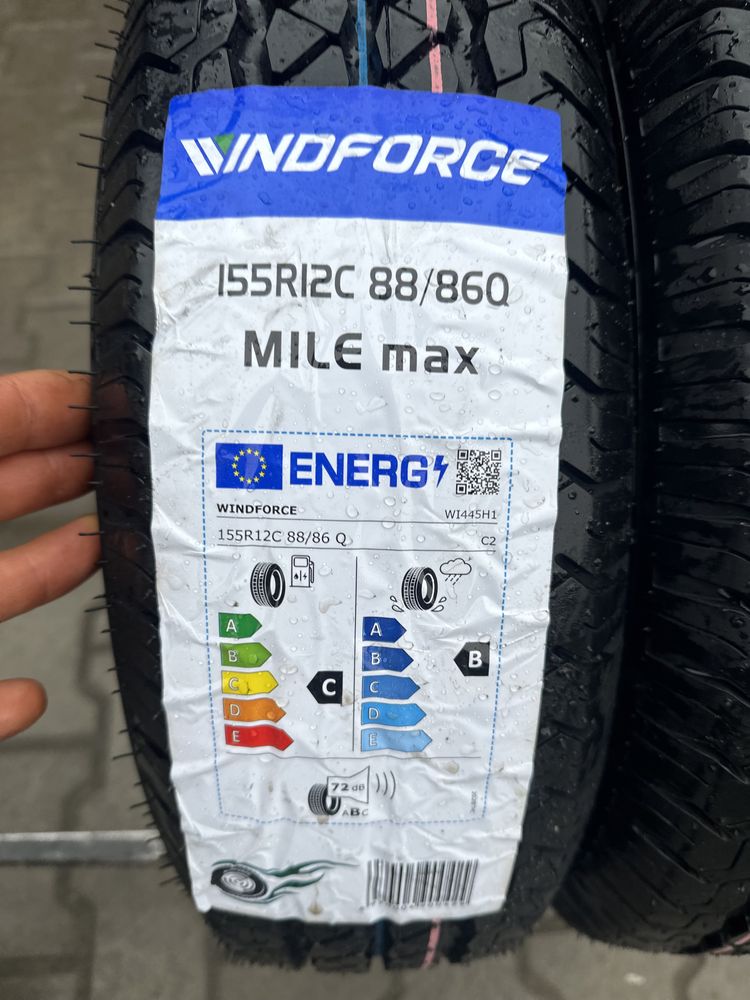 WINDFORCE
155R12C 88/86Q
MILE max
ENERG
WINDFORCE WI445H1
155R12C 88/86 Q C2
A A
B B B
C C C
D D
E E
72 dB
ABC